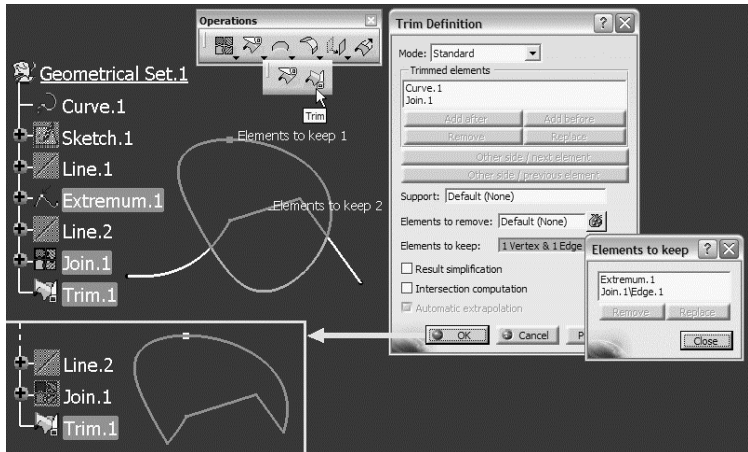 Operations
Trim
Geometrical Set.1
Curve.1
Sketch.1
Line.1
Extremum.1
Line.2
Join.1
Trim.1
Elements to keep 1
Elements to keep 2
Trim Definition
Mode: Standard
Trimmed elements
Curve.1
Join.1
Add after Add before
Remove Replace
Other side / next element
Other side / previous element
Support: Default (None)
Elements to remove: Default (None)
Elements to keep: 1 Vertex & 1 Edge
Result simplification
Intersection computation
Automatic extrapolation
OK Cancel P
Elements to keep
Extremum.1
Join.1\Edge.1
Remove Replace
Close
Line.2
Join.1
Trim.1